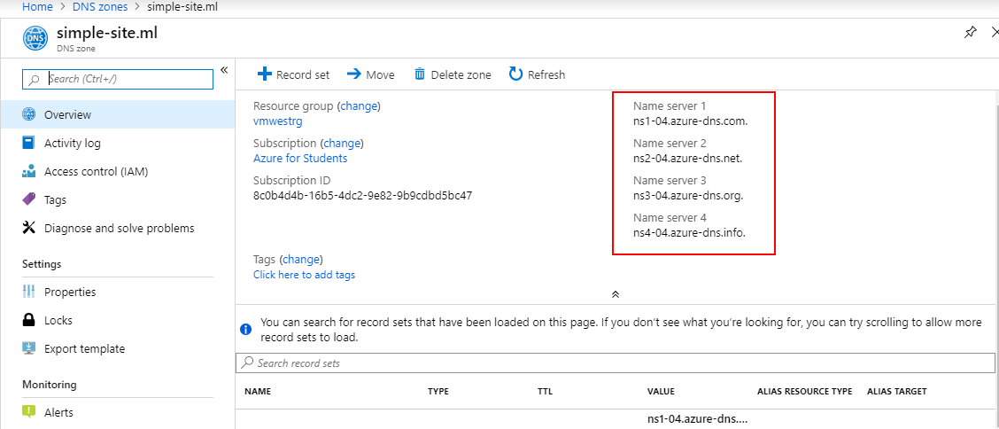 Home > DNS zones > simple-site.ml
simple-site.ml
DNS zone
DNS
Search (Ctrl+/)
Overview
Activity log
Access control (IAM)
Tags
Diagnose and solve problems
Settings
Properties
Locks
Export template
Monitoring
Alerts
Record set Move Delete zone Refresh
Resource group (change)
vmwestrg
Subscription (change)
Azure for Students
Subscription ID
8c0b4d4b-16b5-4dc2-9e82-9b9cdbd5bc47
Name server 1
ns1-04.azure-dns.com.
Name server 2
ns2-04.azure-dns.net.
Name server 3
ns3-04.azure-dns.org.
Name server 4
ns4-04.azure-dns.info.
Tags (change)
Click here to add tags
You can search for record sets that have been loaded on this page. If you don't see what you're looking for, you can try scrolling to allow more
record sets to load.
Search record sets
NAME TYPE TTL VALUE ALIAS RESOURCE TYPE ALIAS TARGET
ns1-04.azure-dns....